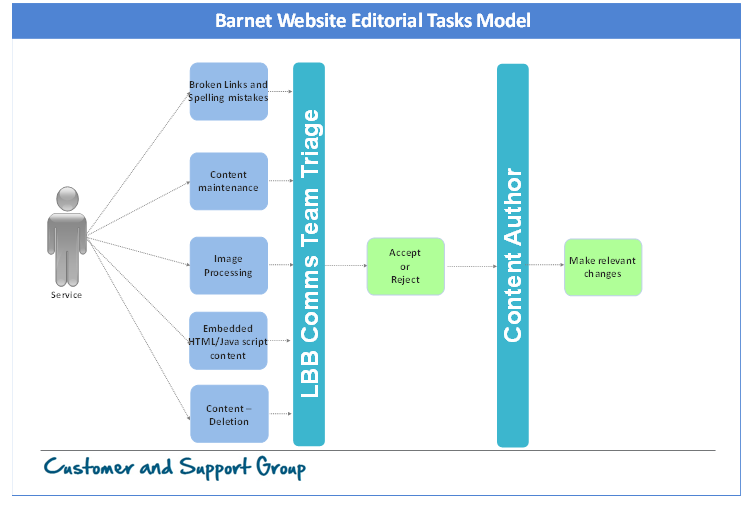 Barnet Website Editorial Tasks Model
Broken Links and
Spelling mistakes
Content
maintenance
Image
Processing
Embedded
HTML/Java script
content
Content –
Deletion
Service
LBB Comms Team Triage
Accept
or
Reject
Content Author
Make relevant
changes
Customer and Support Group